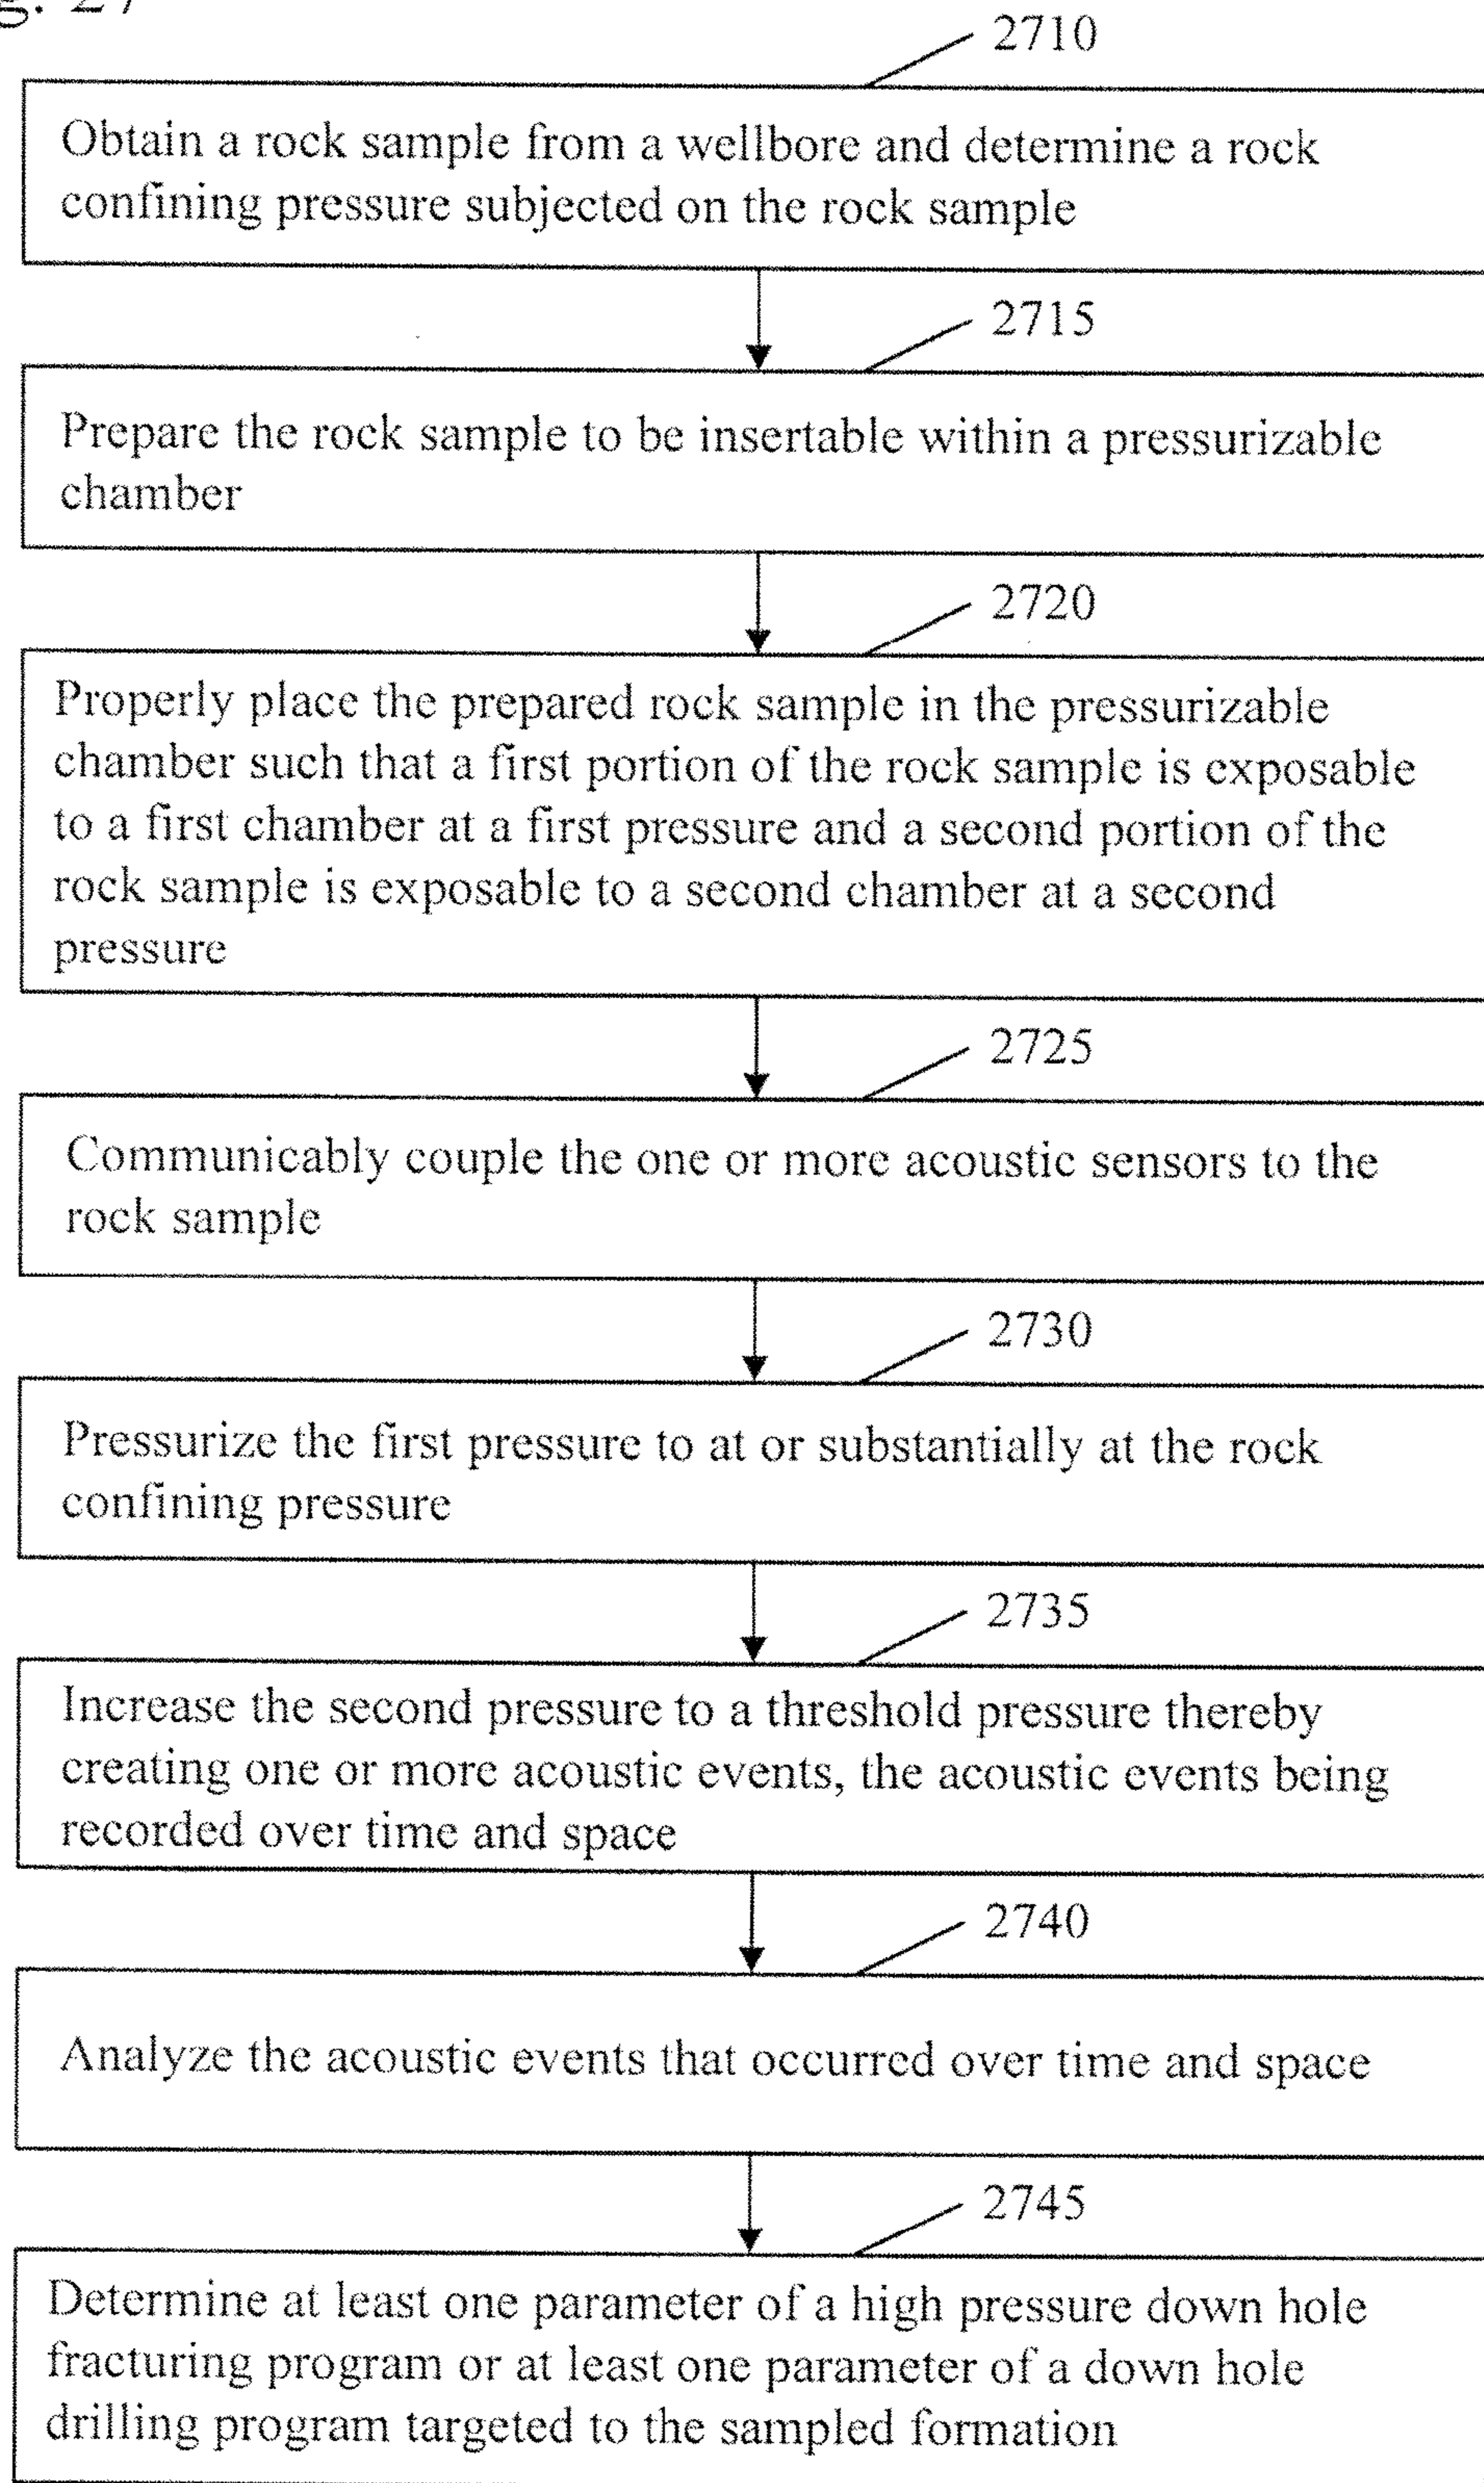 2710
Obtain a rock sample from a wellbore and determine a rock
confining pressure subjected on the rock sample
2715
Prepare the rock sample to be insertable within a pressurizable
chamber
2720
Properly place the prepared rock sample in the pressurizable
chamber such that a first portion of the rock sample is exposable
to a first chamber at a first pressure and a second portion of the
rock sample is exposable to a second chamber at a second
pressure
2725
Communicably couple the one or more acoustic sensors to the
rock sample
2730
Pressurize the first pressure to at or substantially at the rock
confining pressure
2735
Increase the second pressure to a threshold pressure thereby
creating one or more acoustic events, the acoustic events being
recorded over time and space
2740
Analyze the acoustic events that occurred over time and space
2745
Determine at least one parameter of a high pressure down hole
fracturing program or at least one parameter of a down hole
drilling program targeted to the sampled formation